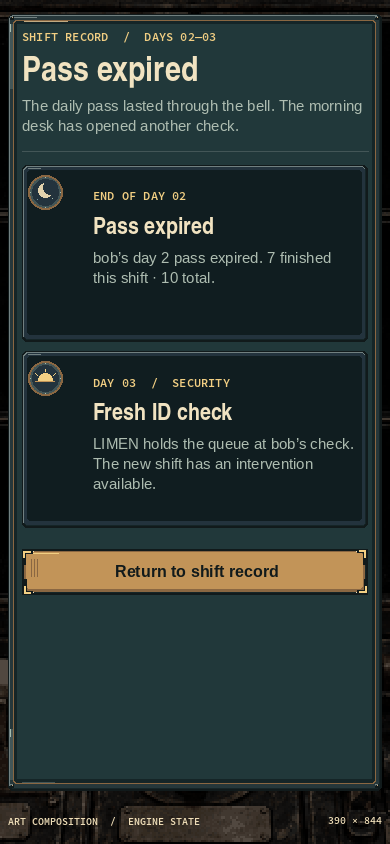 SHIFT RECORD / DAYS 02—03
Pass expired
The daily pass lasted through the bell. The morning
desk has opened another check.
END OF DAY 02
Pass expired
bob’s day 2 pass expired. 7 finished
this shift · 10 total.
DAY 03 / SECURITY
Fresh ID check
LIMEN holds the queue at bob’s check.
The new shift has an intervention
available.
Return to shift record
ART COMPOSITION / ENGINE STATE
390 × 844